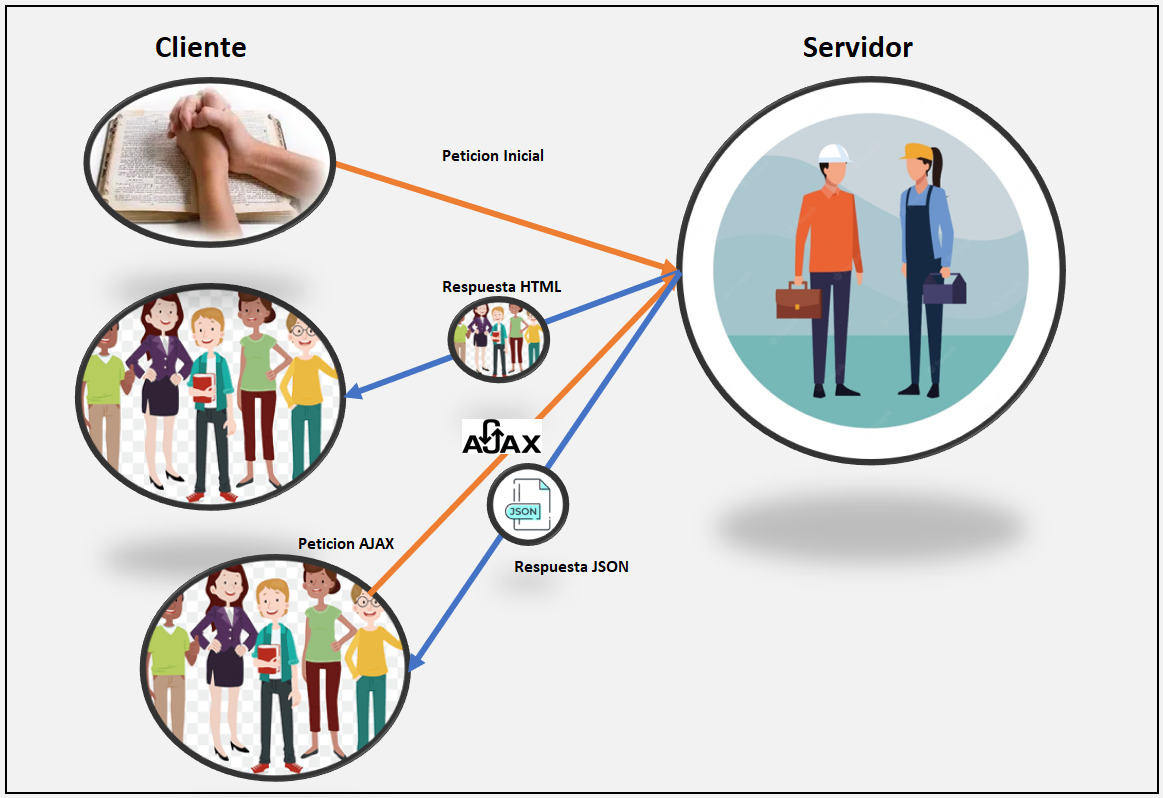 Cliente
Servidor
Peticion Inicial
Respuesta HTML
AJAX
JSON
Peticion AJAX
Respuesta JSON